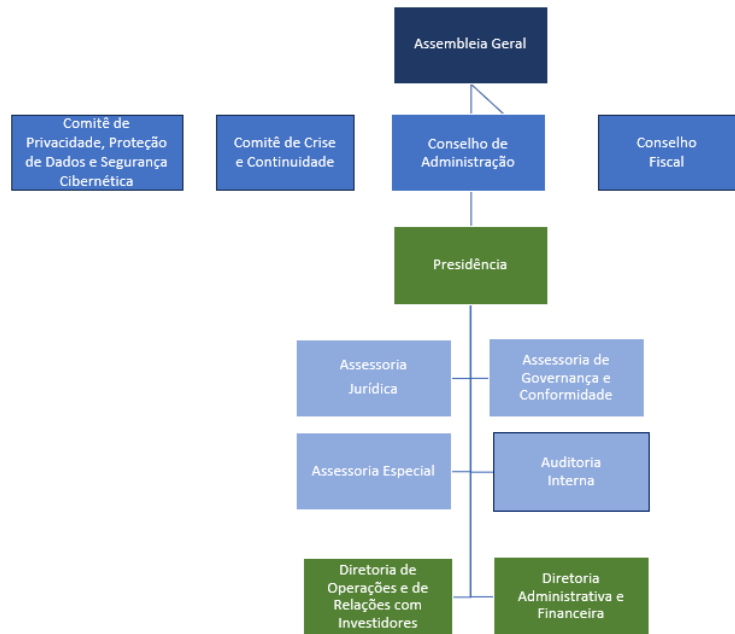 Assembleia Geral
Comitê de
Privacidade, Proteção
de Dados e Segurança
Cibernética
Comitê de Crise
e Continuidade
Conselho de
Administração
Conselho
Fiscal
Presidência
Assessoria
Jurídica
Assessoria de
Governança e
Conformidade
Assessoria Especial
Auditoria
Interna
Diretoria de
Operações e de
Relações com
Investidores
Diretoria
Administrativa e
Financeira